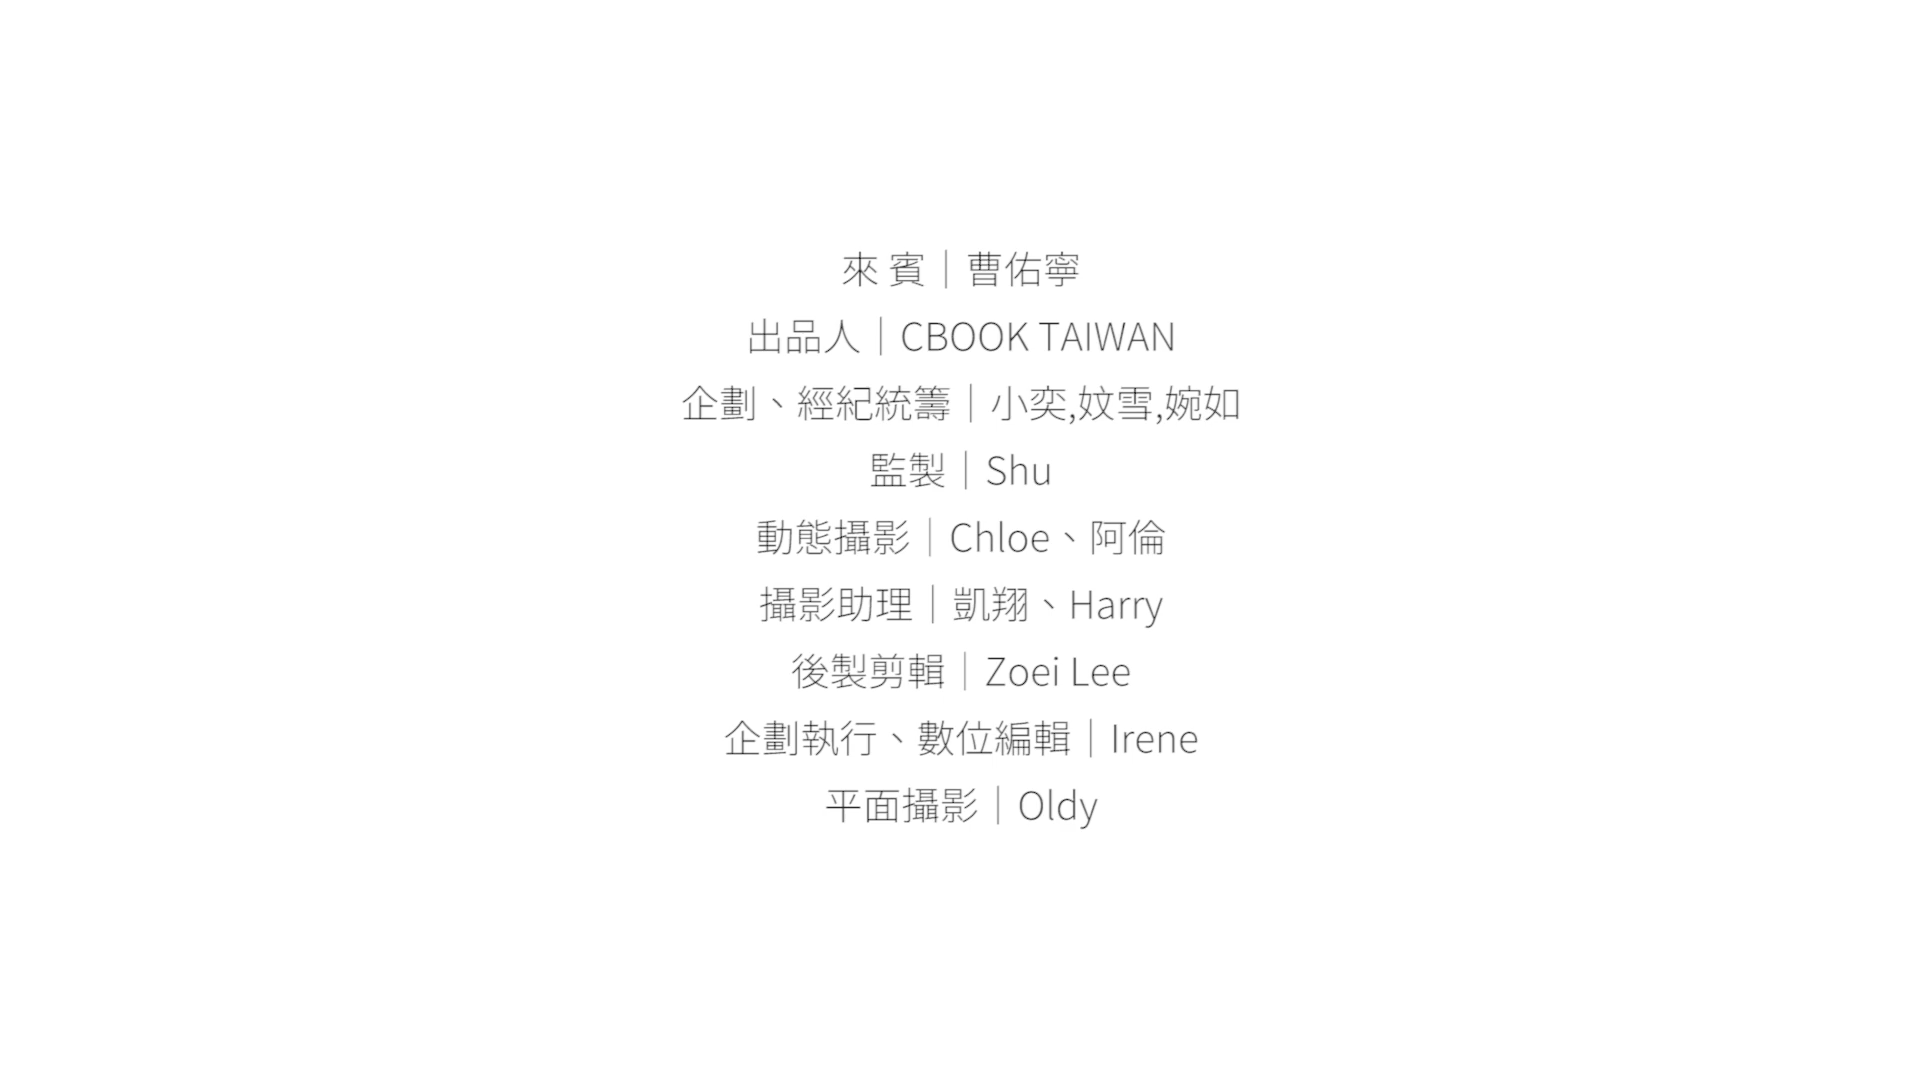 來 賓｜曹佑寧
出品人｜CBOOK TAIWAN
企劃、經紀統籌｜小奕,妏雪,婉如
監製｜Shu
動態攝影｜Chloe、阿倫
攝影助理｜凱翔、Harry
後製剪輯｜Zoei Lee
企劃執行、數位編輯｜Irene
平面攝影｜Oldy